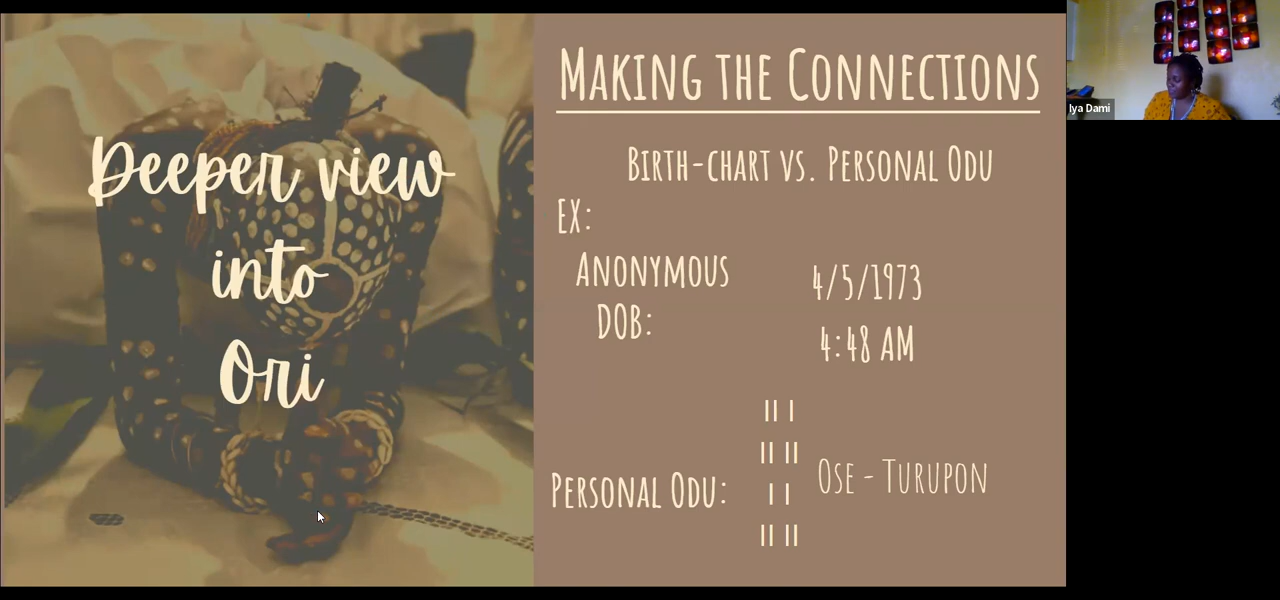 Deeper view
into
Ori
Making the Connections
Birth-chart vs. Personal Odu
EX:
Anonymous
DOB:
4/5/1973
4:48 AM
Personal Odu:
II I
II II
I I
II II
Ose - Turupon
Iya Dami